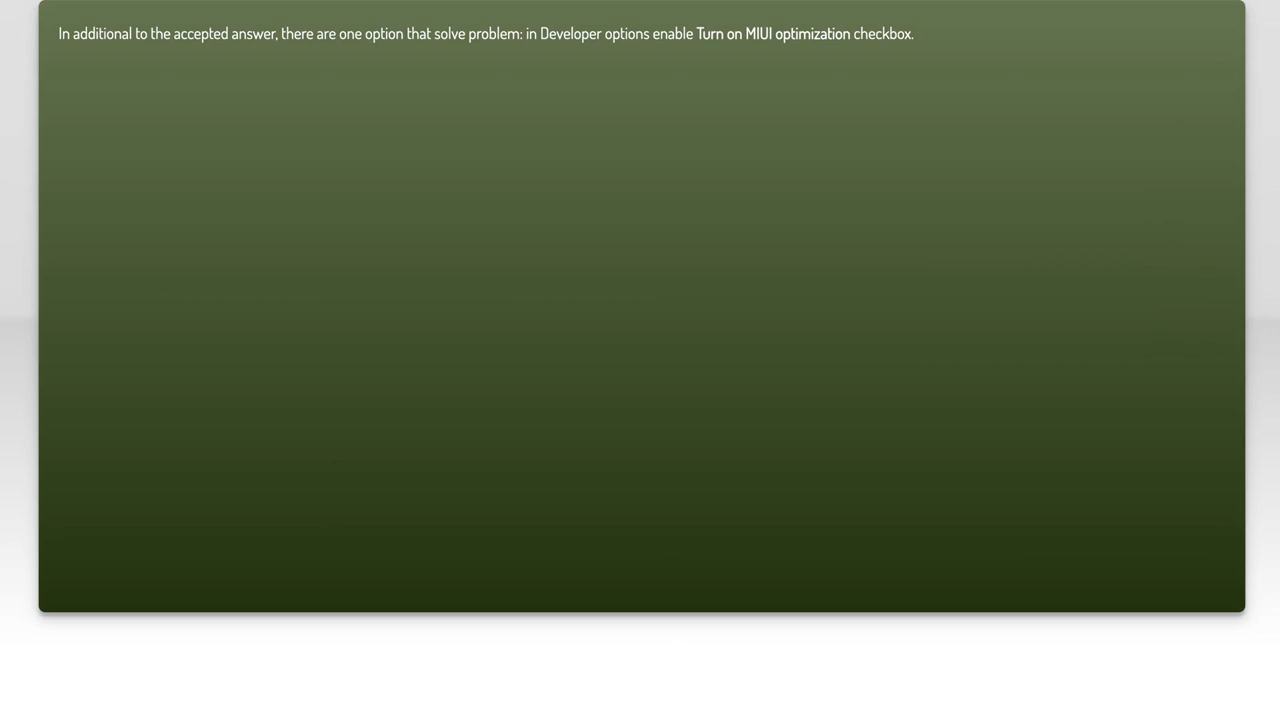 In additional to the accepted answer, there are one option that solve problem: in Developer options enable Turn on MIUI optimization checkbox.